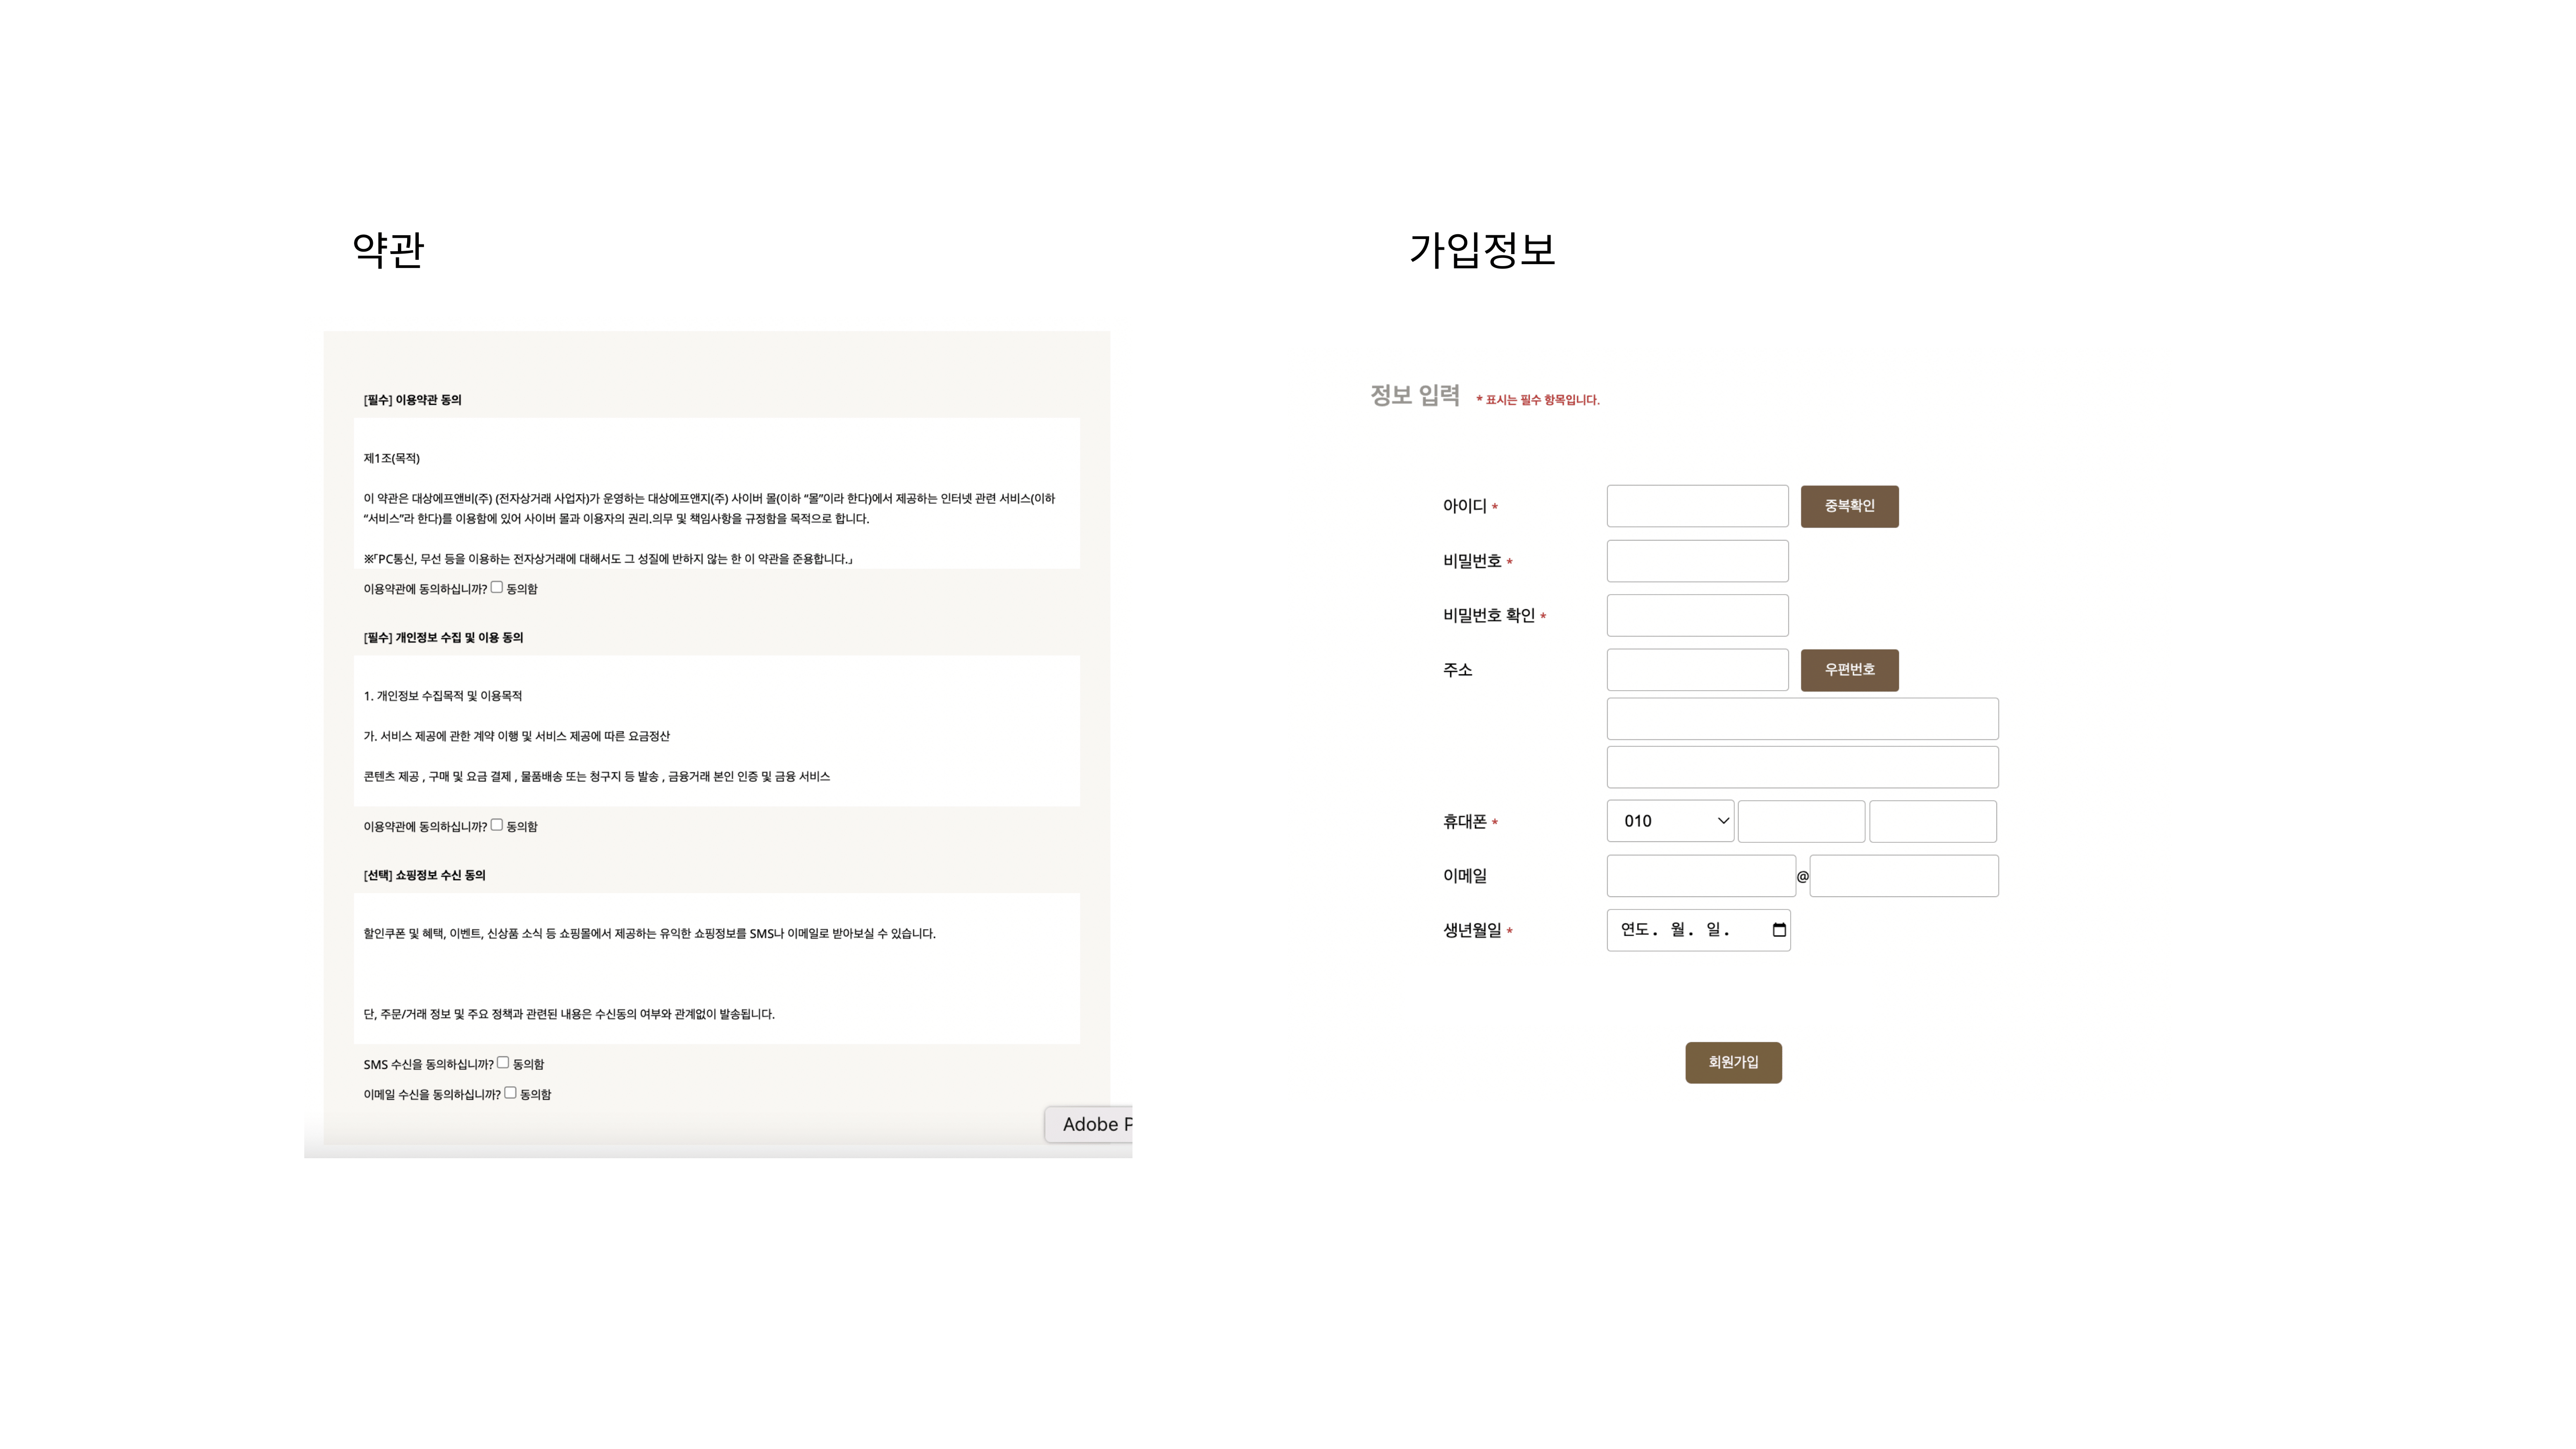 약관
[필수] 이용약관 동의
제1조(목적)
이 약관은 대상에프앤비(주) (전자상거래 사업자)가 운영하는 대상에프앤지(주) 사이버 몰(이하 “몰”이라 한다)에서 제공하는 인터넷 관련 서비스(이하
“서비스”라 한다)를 이용함에 있어 사이버 몰과 이용자의 권리.의무 및 책임사항을 규정함을 목적으로 합니다.
※「PC통신, 무선 등을 이용하는 전자상거래에 대해서도 그 성질에 반하지 않는 한 이 약관을 준용합니다.」
이용약관에 동의하십니까? 동의함
[필수] 개인정보 수집 및 이용 동의
1. 개인정보 수집목적 및 이용목적
가. 서비스 제공에 관한 계약 이행 및 서비스 제공에 따른 요금정산
콘텐츠 제공 , 구매 및 요금 결제 , 물품배송 또는 청구지 등 발송 , 금융거래 본인 인증 및 금융 서비스
이용약관에 동의하십니까? 동의함
[선택] 쇼핑정보 수신 동의
할인쿠폰 및 혜택, 이벤트, 신상품 소식 등 쇼핑몰에서 제공하는 유익한 쇼핑정보를 SMS나 이메일로 받아보실 수 있습니다.
단, 주문/거래 정보 및 주요 정책과 관련된 내용은 수신동의 여부와 관계없이 발송됩니다.
SMS 수신을 동의하십니까? 동의함
이메일 수신을 동의하십니까? 동의함
Adobe P
가입정보
정보 입력 * 표시는 필수 항목입니다.
아이디 * 중복확인
비밀번호 *
비밀번호 확인 *
주소 우편번호
휴대폰 * 010
이메일 @
생년월일 * 연도. 월. 일.
회원가입